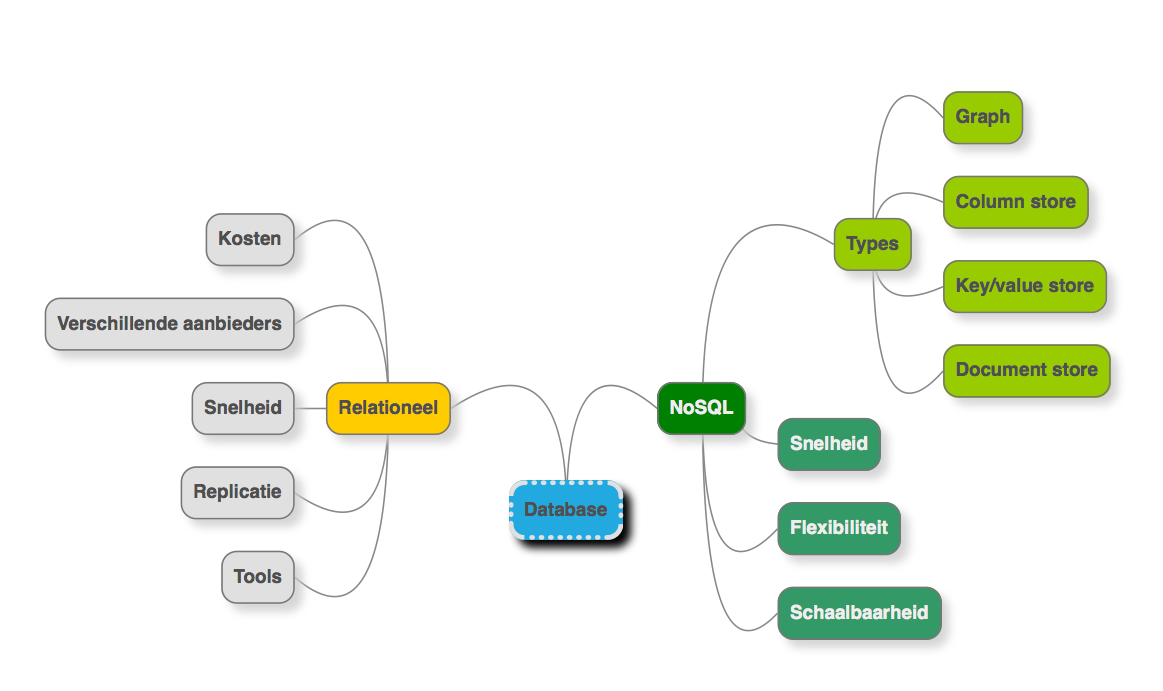 Database
Relationeel
Kosten
Verschillende aanbieders
Snelheid
Replicatie
Tools
NoSQL
Types
Graph
Column store
Key/value store
Document store
Snelheid
Flexibiliteit
Schaalbaarheid